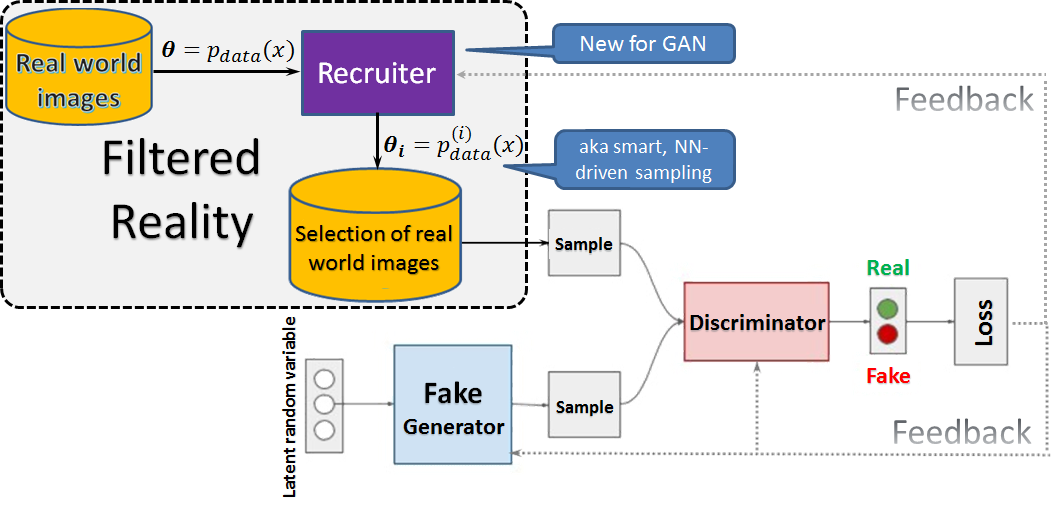 Real world
images
θ = p_data(x)
Recruiter
New for GAN
Feedback
Filtered
Reality
θ_i = p_data^(i)(x)
aka smart, NN-
driven sampling
Selection of real
world images
Sample
Real
Discriminator
Loss
Fake
Latent random variable
Fake
Generator
Sample
Feedback